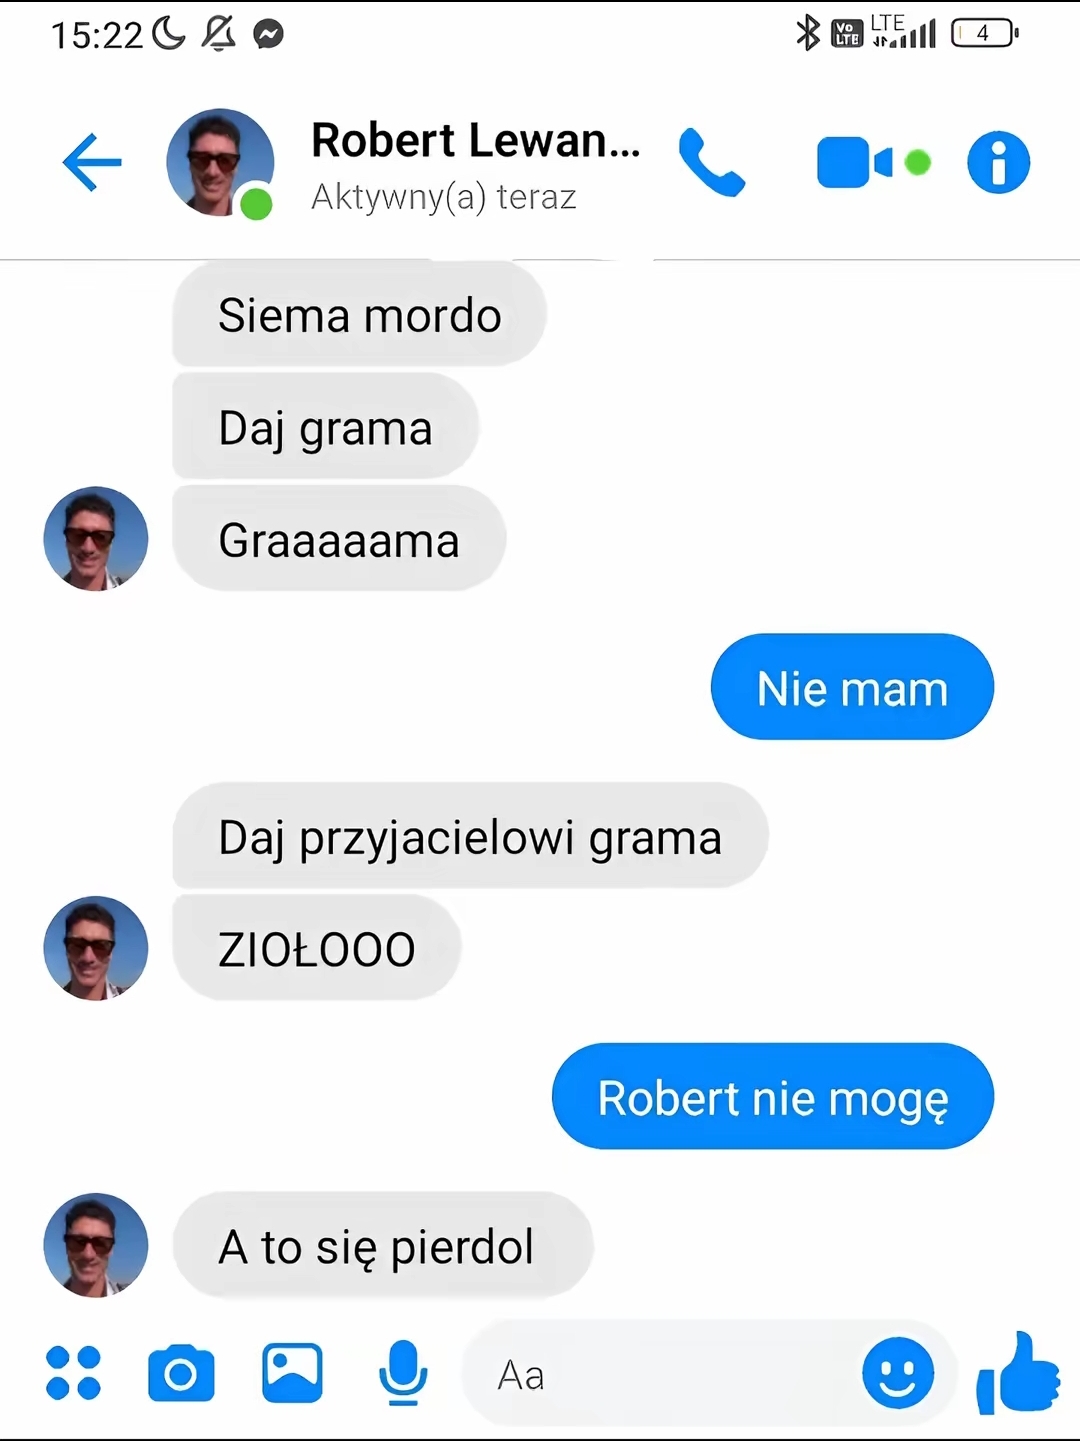 15:22
Vo LTE
LTE
4
Robert Lewan...
Aktywny(a) teraz
Siema mordo
Daj grama
Graaaaama
Nie mam
Daj przyjacielowi grama
ZIOŁOOO
Robert nie mogę
A to się pierdol
Aa